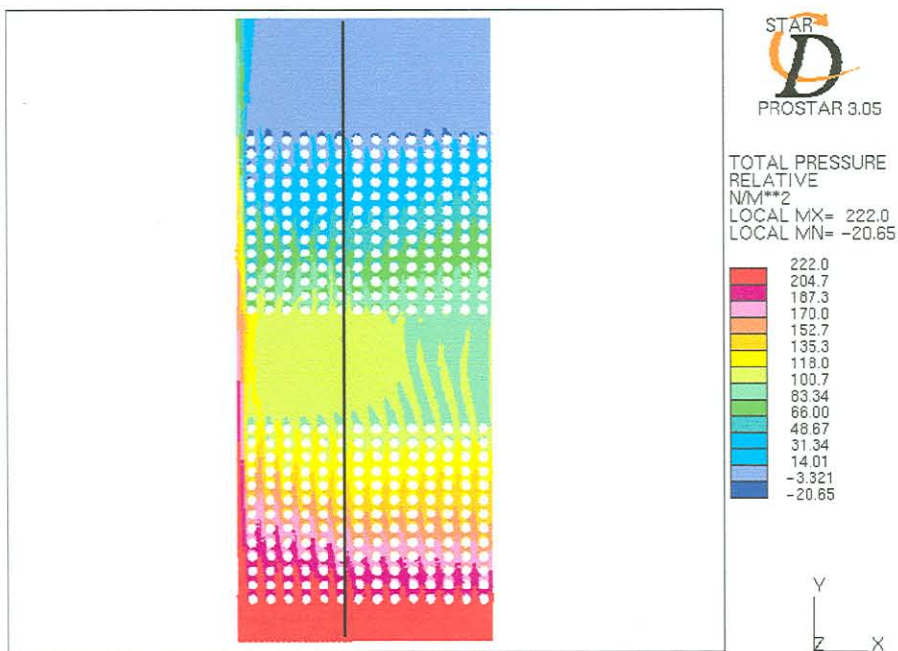 STAR
D
PROSTAR 3.05
TOTAL PRESSURE
RELATIVE
N/M**2
LOCAL MX= 222.0
LOCAL MN= -20.65
222.0
204.7
187.3
170.0
152.7
135.3
118.0
100.7
83.34
66.00
48.67
31.34
14.01
-3.321
-20.65
Y
Z X